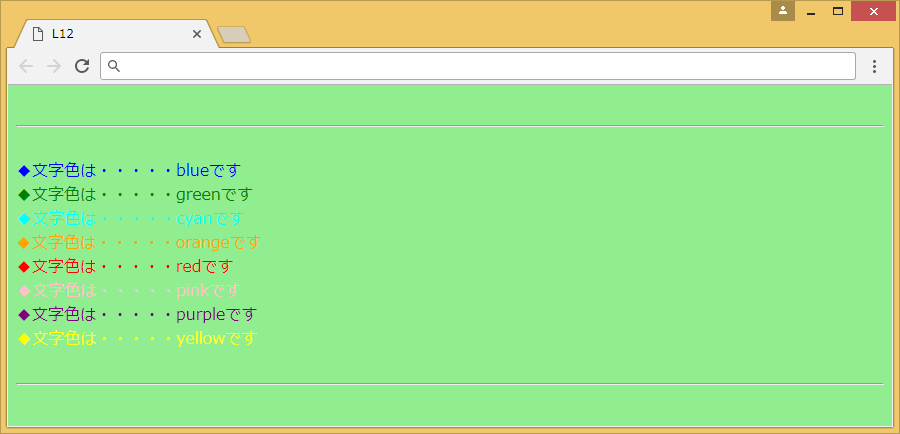 L12
◆文字色は・・・・・blueです
◆文字色は・・・・・greenです
◆文字色は・・・・・cyanです
◆文字色は・・・・・orangeです
◆文字色は・・・・・redです
◆文字色は・・・・・pinkです
◆文字色は・・・・・purpleです
◆文字色は・・・・・yellowです